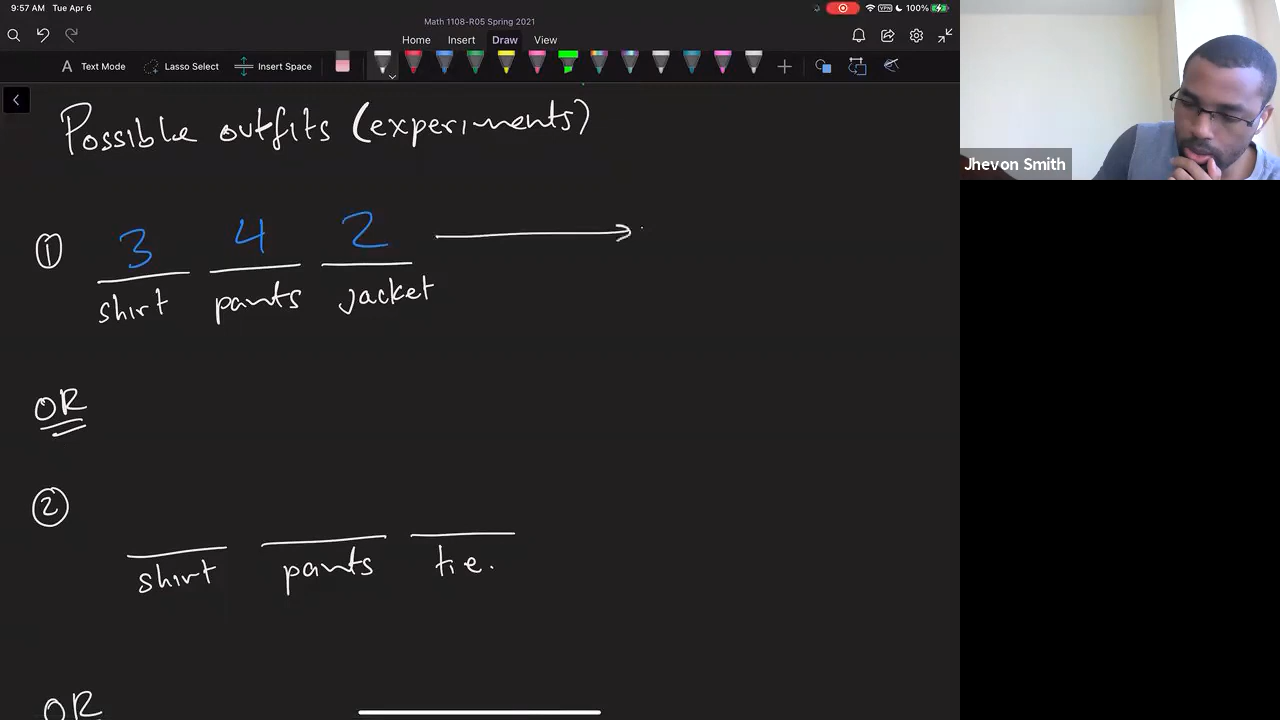 9:57 AM Tue Apr 6
VPN 100%
Math 1108-R05 Spring 2021
Home Insert Draw View
Text Mode Lasso Select Insert Space
Possible outfits (experiments)
① 3 4 2
shirt pants jacket
OR
②
shirt pants tie.
OR
Jhevon Smith